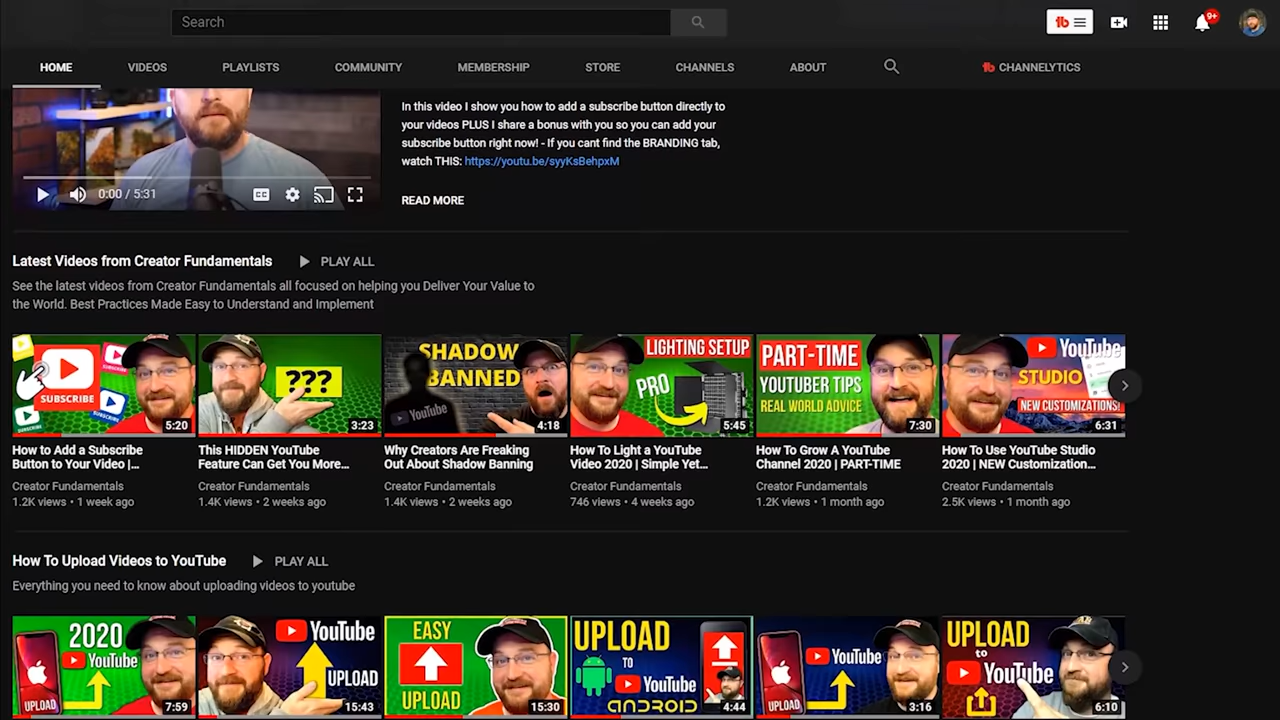 Search
9+
HOME VIDEOS PLAYLISTS COMMUNITY MEMBERSHIP STORE CHANNELS ABOUT CHANNELYTICS
In this video I show you how to add a subscribe button directly to
your videos PLUS I share a bonus with you so you can add your
subscribe button right now! - If you cant find the BRANDING tab,
watch THIS: https://youtu.be/syyKsBehpxM
0:00 / 5:31
READ MORE
Latest Videos from Creator Fundamentals PLAY ALL
See the latest videos from Creator Fundamentals all focused on helping you Deliver Your Value to
the World. Best Practices Made Easy to Understand and Implement
SUBSCRIBE
5:20
???
3:23
SHADOW
BANNED
YouTube
4:18
LIGHTING SETUP
PRO
5:45
PART-TIME
YOUTUBER TIPS
REAL WORLD ADVICE
7:30
YouTube
STUDIO
NEW CUSTOMIZATIONS!
6:31
How to Add a Subscribe
Button to Your Video |...
Creator Fundamentals
1.2K views • 1 week ago
This HIDDEN YouTube
Feature Can Get You More...
Creator Fundamentals
1.4K views • 2 weeks ago
Why Creators Are Freaking
Out About Shadow Banning
Creator Fundamentals
1.4K views • 2 weeks ago
How To Light a YouTube
Video 2020 | Simple Yet...
Creator Fundamentals
746 views • 4 weeks ago
How To Grow A YouTube
Channel 2020 | PART-TIME
Creator Fundamentals
1.2K views • 1 month ago
How To Use YouTube Studio
2020 | NEW Customization...
Creator Fundamentals
2.5K views • 1 month ago
How To Upload Videos to YouTube PLAY ALL
Everything you need to know about uploading videos to youtube
2020
YouTube
UPLOAD
7:59
YouTube
UPLOAD
15:43
EASY
UPLOAD
15:30
UPLOAD
TO
YouTube
ANDROID
4:44
YouTube
UPLOAD
3:16
UPLOAD
to
YouTube
6:10